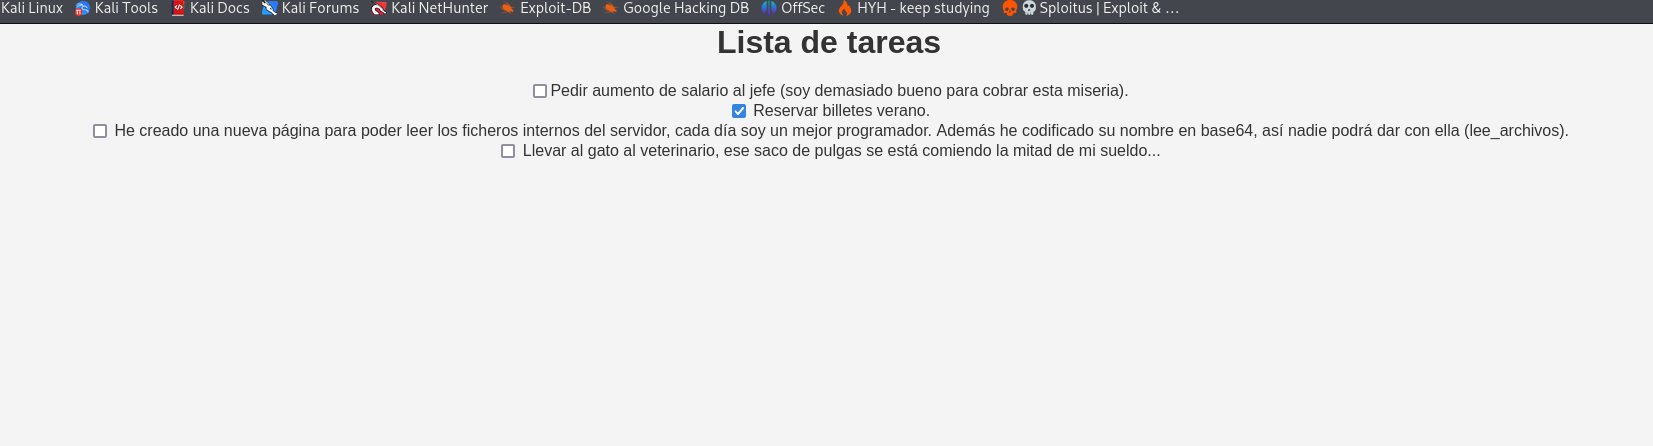 Kali Linux Kali Tools Kali Docs Kali Forums Kali NetHunter Exploit-DB Google Hacking DB OffSec HYH - keep studying Sploitus | Exploit & ...
Lista de tareas
Pedir aumento de salario al jefe (soy demasiado bueno para cobrar esta miseria).
Reservar billetes verano.
He creado una nueva página para poder leer los ficheros internos del servidor, cada día soy un mejor programador. Además he codificado su nombre en base64, así nadie podrá dar con ella (lee_archivos).
Llevar al gato al veterinario, ese saco de pulgas se está comiendo la mitad de mi sueldo...